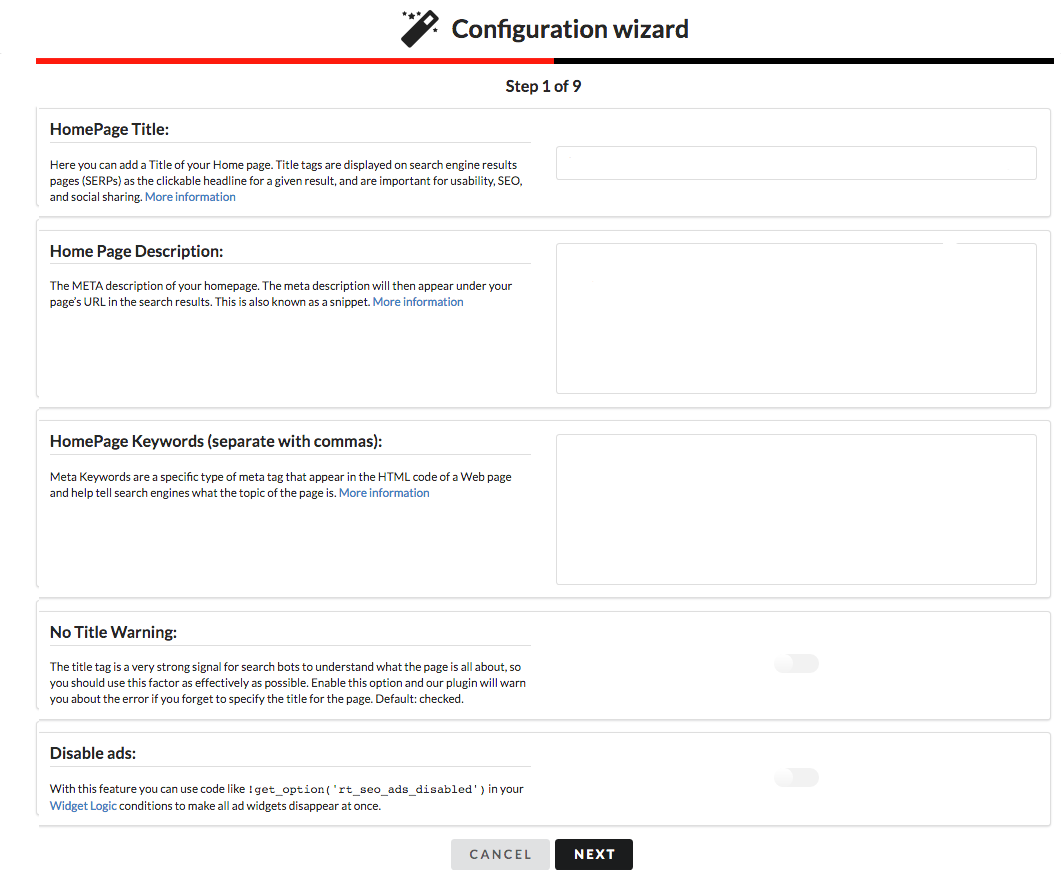 Configuration wizard
Step 1 of 9
HomePage Title:
Here you can add a Title of your Home page. Title tags are displayed on search engine results
pages (SERPs) as the clickable headline for a given result, and are important for usability, SEO,
and social sharing. More information
Home Page Description:
The META description of your homepage. The meta description will then appear under your
page's URL in the search results. This is also known as a snippet. More information
HomePage Keywords (separate with commas):
Meta Keywords are a specific type of meta tag that appear in the HTML code of a Web page
and help tell search engines what the topic of the page is. More information
No Title Warning:
The title tag is a very strong signal for search bots to understand what the page is all about, so
you should use this factor as effectively as possible. Enable this option and our plugin will warn
you about the error if you forget to specify the title for the page. Default: checked.
Disable ads:
With this feature you can use code like !get_option('rt_seo_ads_disabled') in your
Widget Logic conditions to make all ad widgets disappear at once.
CANCEL
NEXT